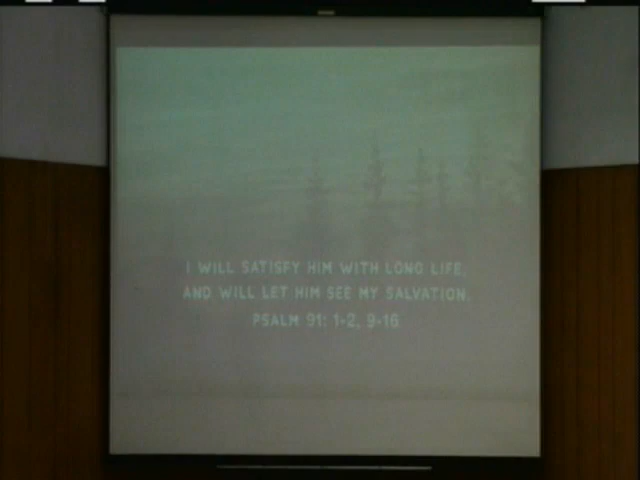 I WILL SATISFY HIM WITH LONG LIFE,
AND WILL LET HIM SEE MY SALVATION.
PSALM 91: 1-2, 9-16